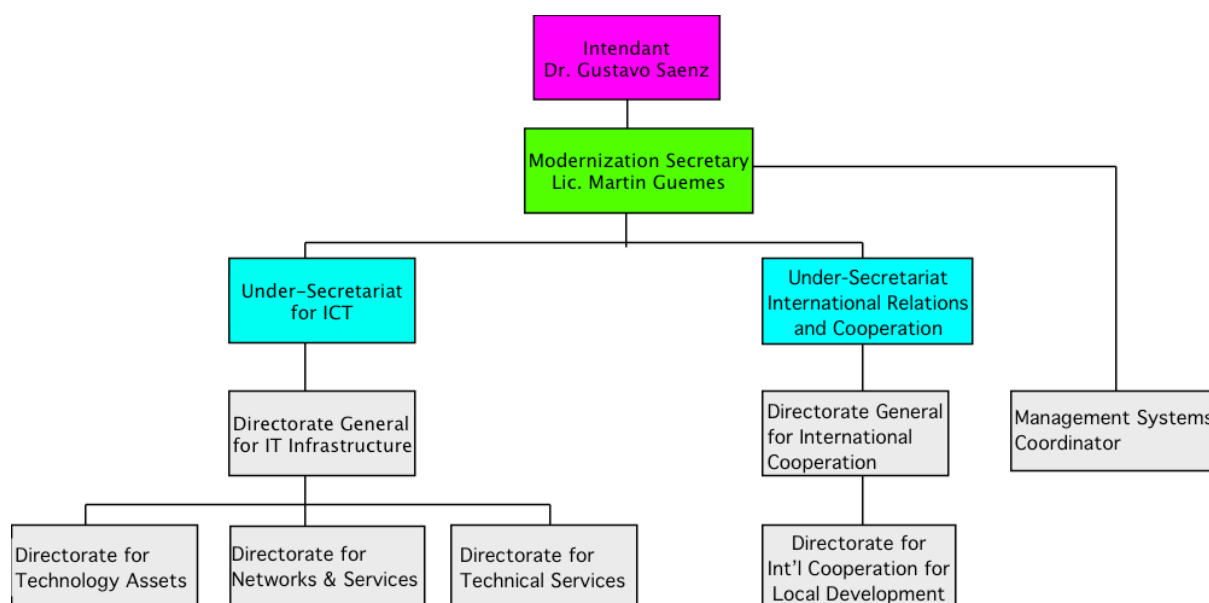 Intendant
Dr. Gustavo Saenz
Modernization Secretary
Lic. Martin Guemes
Under-Secretariat
for ICT
Under-Secretariat
International Relations
and Cooperation
Directorate General
for IT Infrastructure
Directorate General
for International
Cooperation
Management Systems
Coordinator
Directorate for
Technology Assets
Directorate for
Networks & Services
Directorate for
Technical Services
Directorate for
Int'l Cooperation for
Local Development